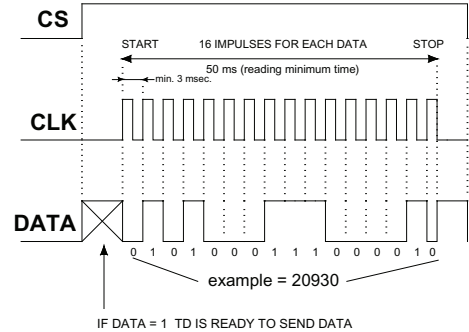 CS
START 16 IMPULSES FOR EACH DATA STOP
50 ms (reading minimum time)
min. 3 msec.
CLK
DATA
0 1 0 1 0 0 0 1 1 1 0 0 0 0 1 0
example = 20930
IF DATA = 1 TD IS READY TO SEND DATA